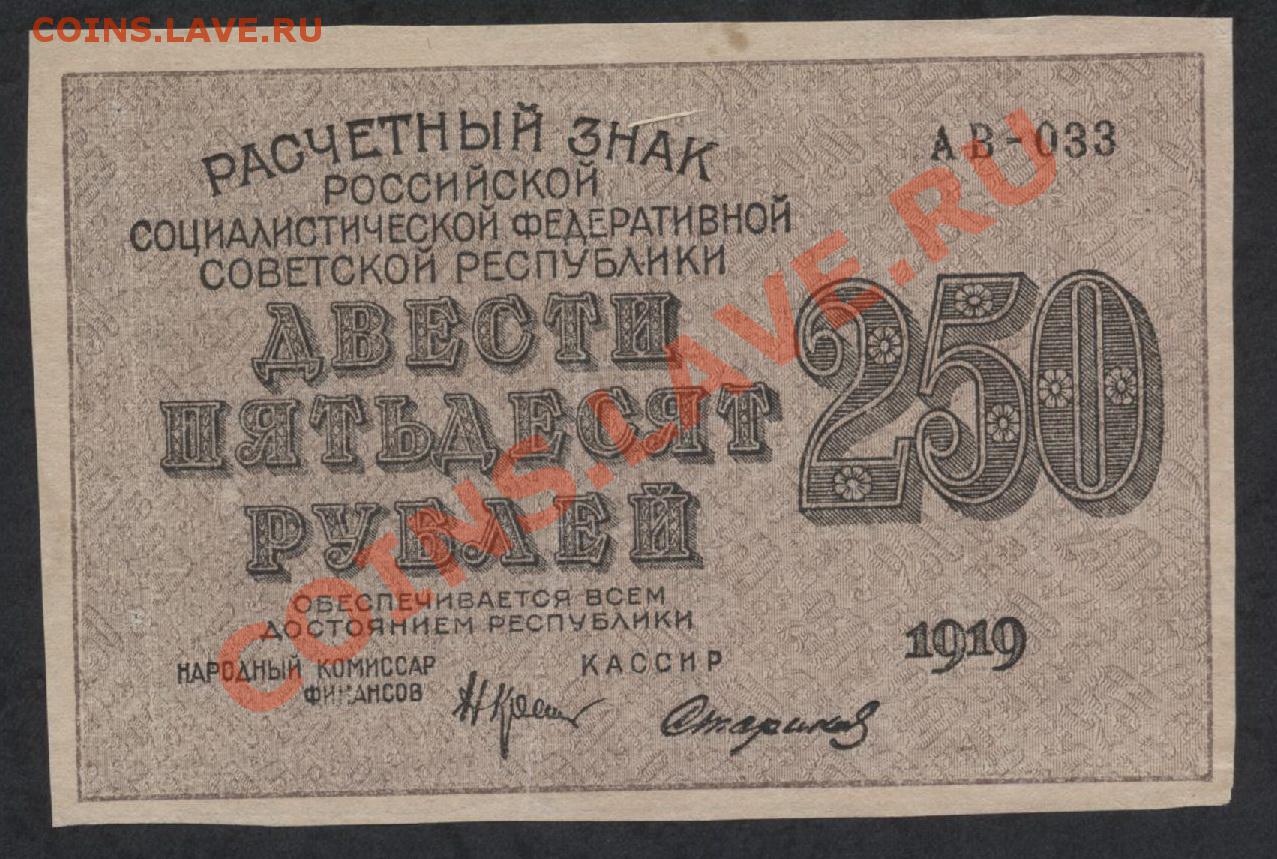 COINS.LAVE.RU
РАСЧЕТНЫЙ ЗНАК
АВ-033
РОССИЙСКОЙ
СОЦИАЛИСТИЧЕСКОЙ ФЕДЕРАТИВНОЙ
СОВЕТСКОЙ РЕСПУБЛИКИ
ДВЕСТИ
ПЯТЬДЕСЯТ
РУБЛЕЙ
250
ОБЕСПЕЧИВАЕТСЯ ВСЕМ
ДОСТОЯНИЕМ РЕСПУБЛИКИ
1919
НАРОДНЫЙ КОМИССАР
ФИНАНСОВ
КАССИР
Стариков
COINS.LAVE.RU